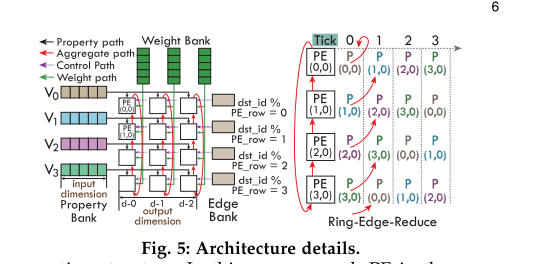 6
Property path
Aggregate path
Control Path
Weight path
Weight Bank
V0
V1
V2
V3
PE
(0,0)
PE
(1,0)
dst_id %
PE_row = 0
dst_id %
PE_row = 1
dst_id %
PE_row = 2
dst_id %
PE_row = 3
input
dimension
Property
Bank
d-0 d-1 d-2
output
dimension
Edge
Bank
Tick 0 1 2 3
PE P P P P
(0,0) (0,0) (1,0) (2,0) (3,0)
PE P P P P
(1,0) (1,0) (2,0) (3,0) (0,0)
PE P P P P
(2,0) (2,0) (3,0) (0,0) (1,0)
PE P P P P
(3,0) (3,0) (0,0) (1,0) (2,0)
Ring-Edge-Reduce
Fig. 5: Architecture details.